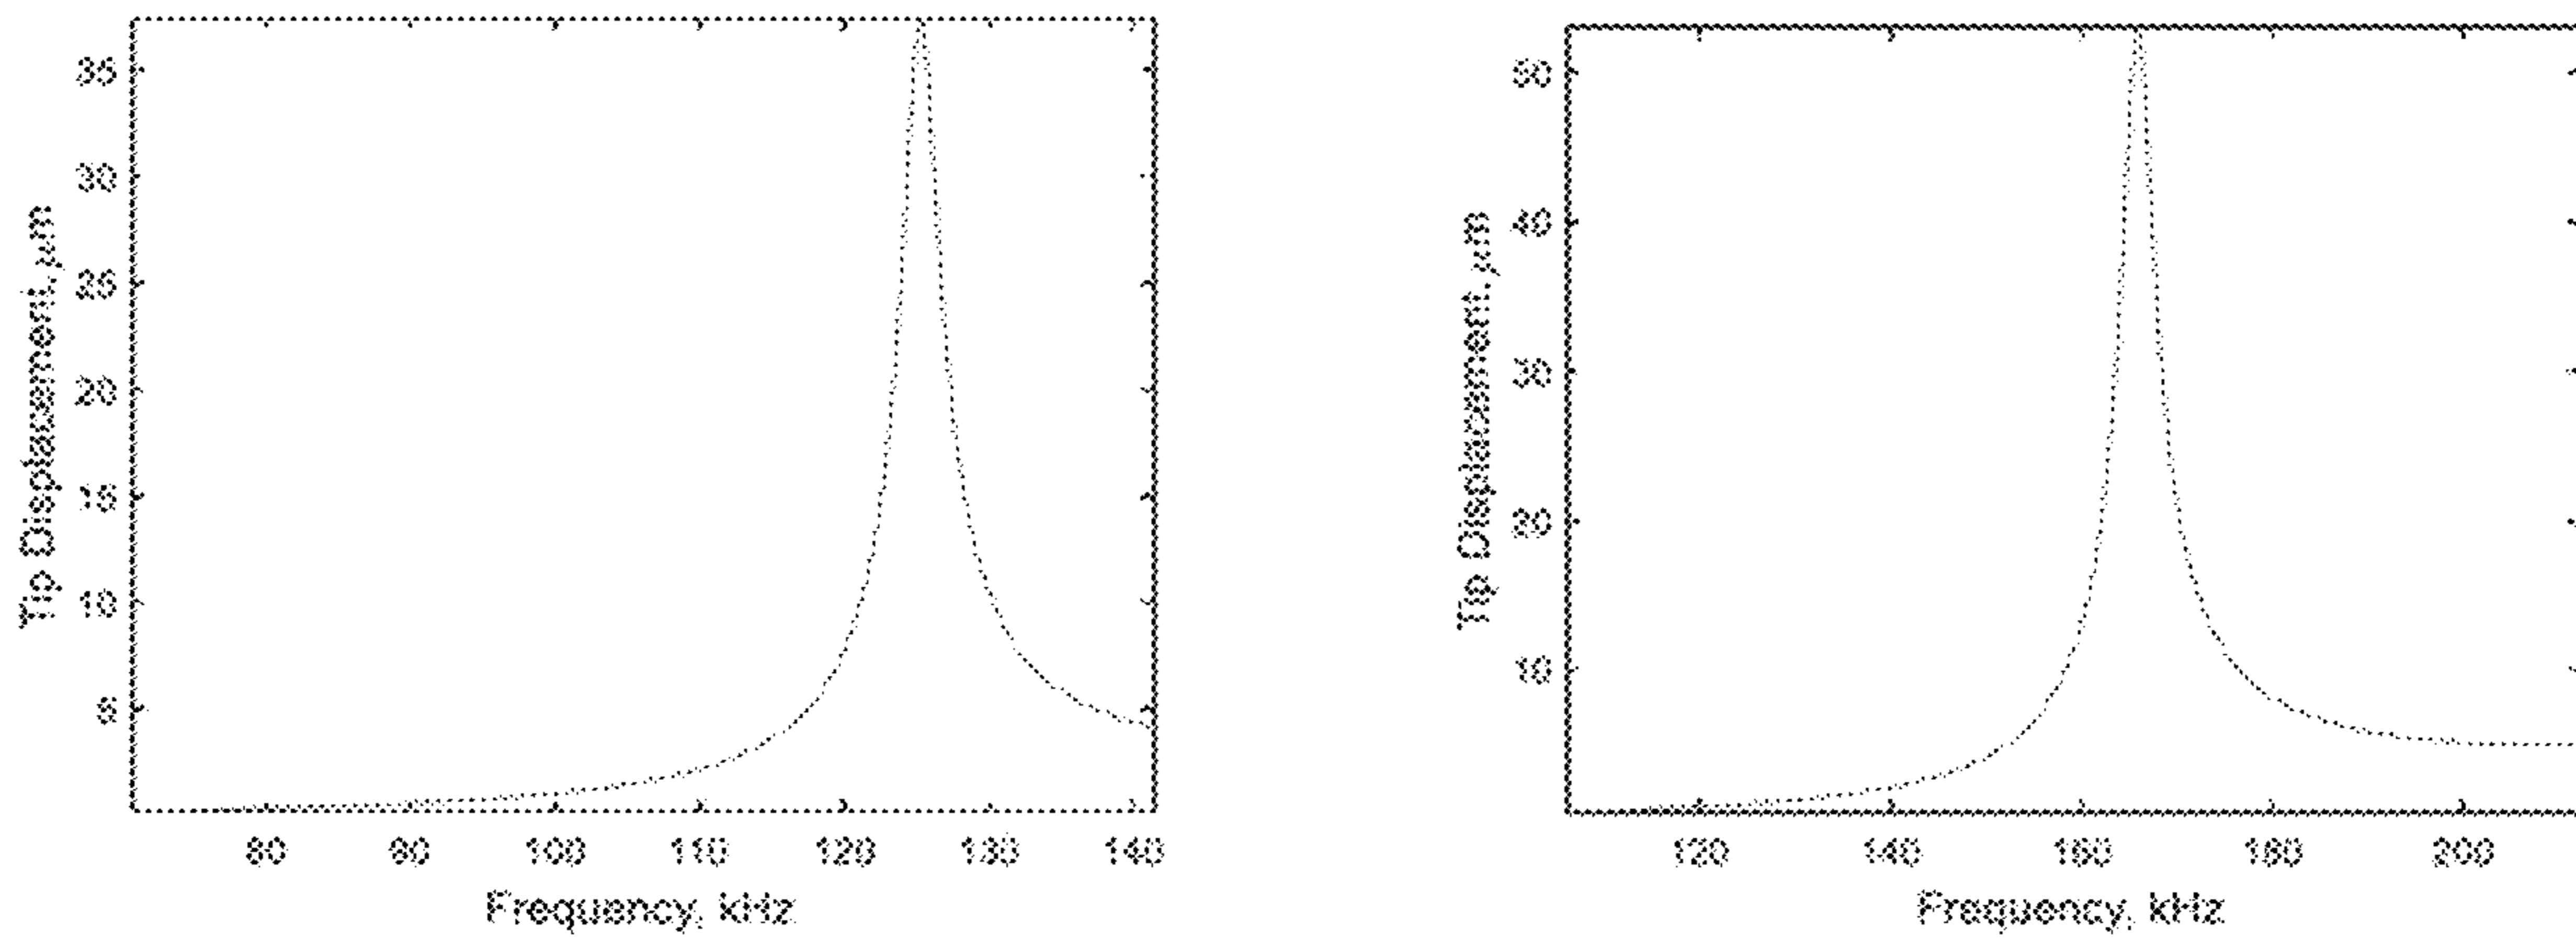 35
30
25
20
15
10
5
Tip Displacement, μm
80 90 100 110 120 130 140
Frequency, kHz
50
40
30
20
10
Tip Displacement, μm
120 140 160 180 200
Frequency, kHz